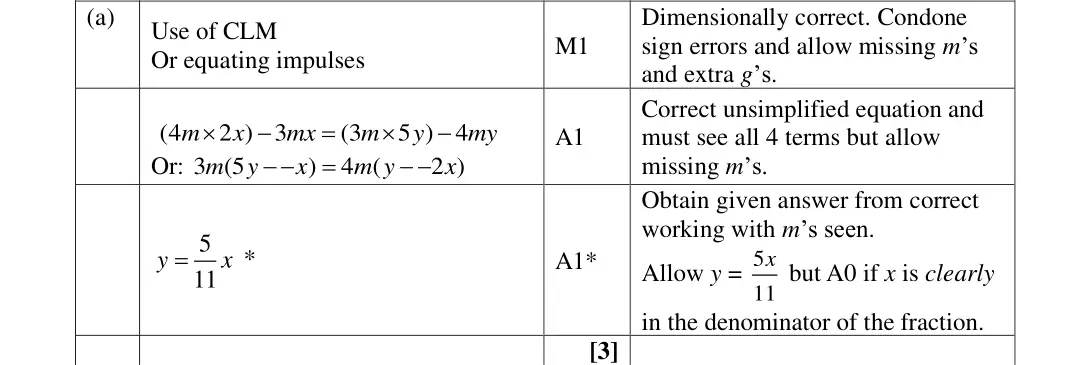 (a)
Use of CLM
Or equating impulses
M1
Dimensionally correct. Condone
sign errors and allow missing m’s
and extra g’s.
(4m × 2x) − 3mx = (3m × 5y) − 4my
Or: 3m(5y − −x) = 4m(y − −2x)
A1
Correct unsimplified equation and
must see all 4 terms but allow
missing m’s.
y = 5/11 x *
A1*
Obtain given answer from correct
working with m’s seen.
Allow y = 5x/11 but A0 if x is clearly
in the denominator of the fraction.
[3]